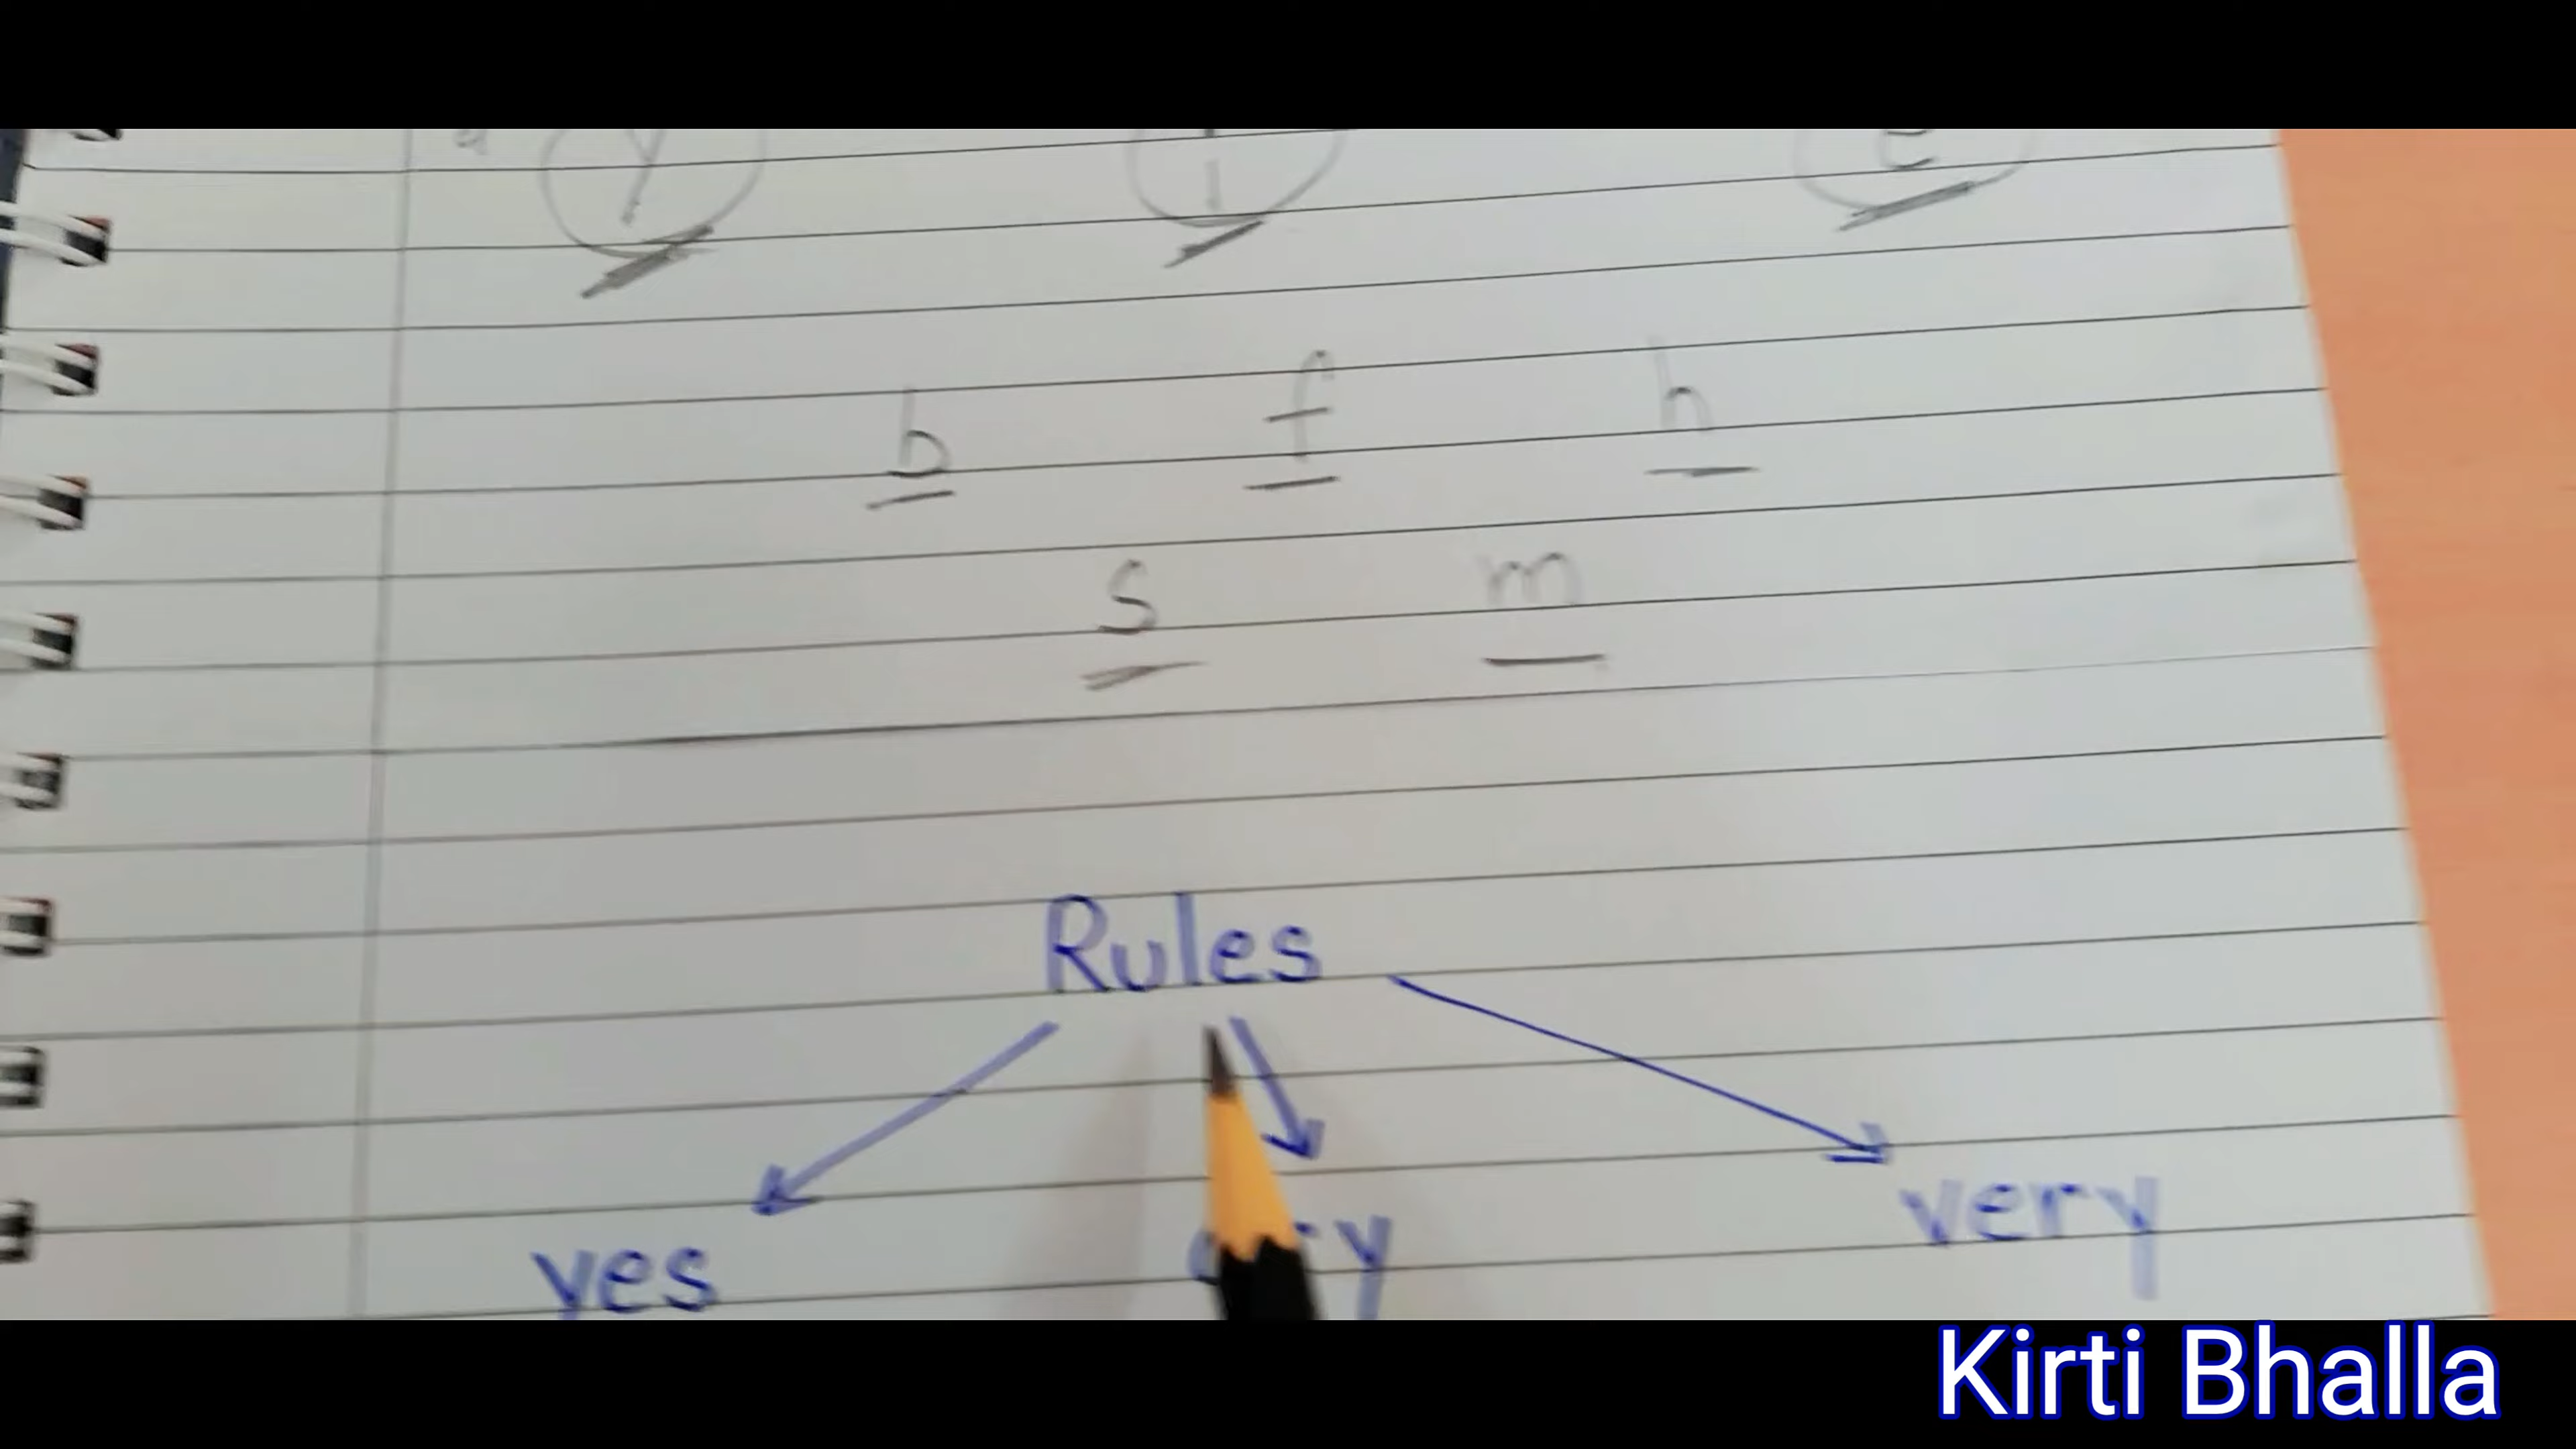 y i e
b f h
s m
Rules
yes very
Kirti Bhalla